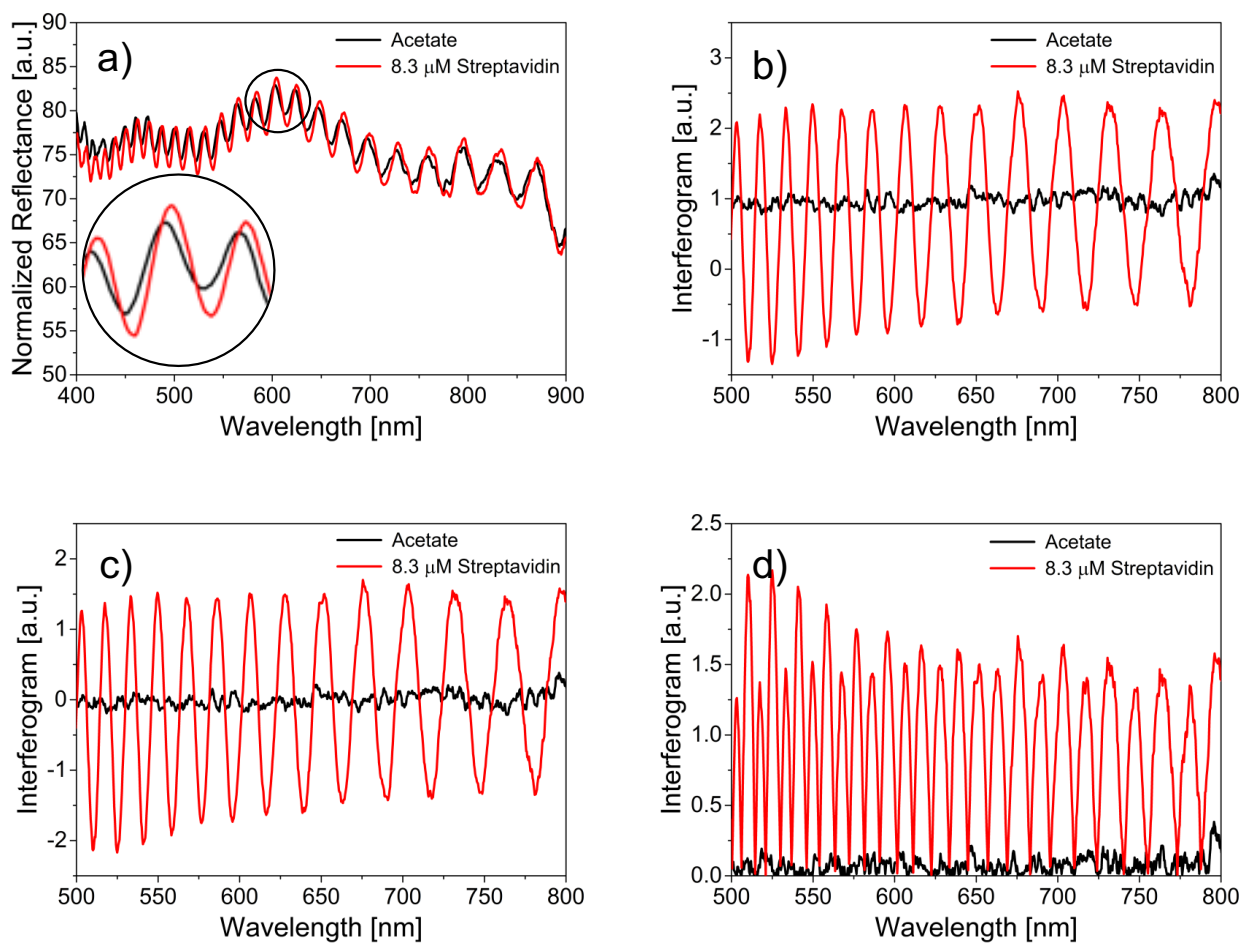 a)
Acetate
8.3 μM Streptavidin
Normalized Reflectance [a.u.]
90
85
80
75
70
65
60
55
50
400 500 600 700 800 900
Wavelength [nm]
b)
Acetate
8.3 μM Streptavidin
Interferogram [a.u.]
3
2
1
0
-1
500 550 600 650 700 750 800
Wavelength [nm]
c)
Acetate
8.3 μM Streptavidin
Interferogram [a.u.]
2
1
0
-1
-2
500 550 600 650 700 750 800
Wavelength [nm]
d)
Acetate
8.3 μM Streptavidin
Interferogram [a.u.]
2.5
2.0
1.5
1.0
0.5
0.0
500 550 600 650 700 750 800
Wavelength [nm]